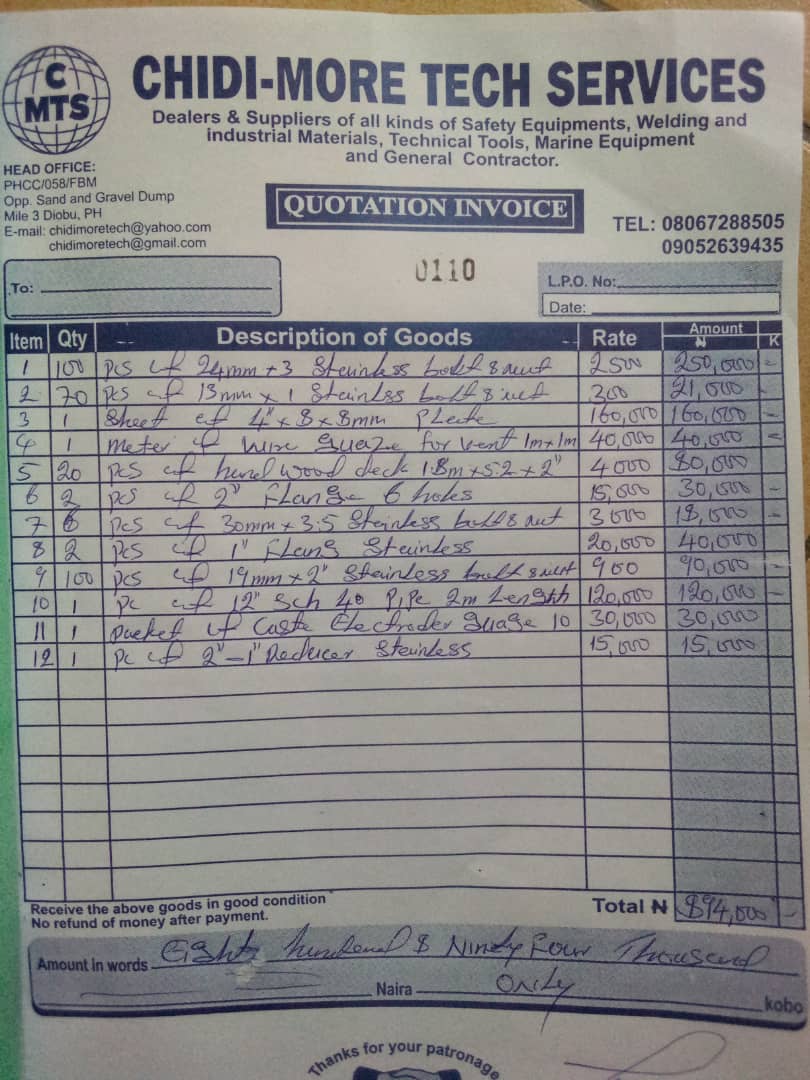 C
MTS
CHIDI-MORE TECH SERVICES
Dealers & Suppliers of all kinds of Safety Equipments, Welding and
industrial Materials, Technical Tools, Marine Equipment
and General Contractor.
HEAD OFFICE:
PHCC/058/FBM
Opp. Sand and Gravel Dump
Mile 3 Diobu, PH
E-mail: chidimoretech@yahoo.com
chidimoretech@gmail.com
QUOTATION INVOICE
TEL: 08067288505
09052639435
0110
To:
L.P.O. No:
Date:
Item Qty Description of Goods Rate Amount ₦ K
1 100 pcs of 24mm x 3 Stainless bolt & nut 2500 250,000 =
2 70 pcs of 13mm x 1 Stainlss bolt & nut 300 21,000 -
3 1 Sheet of 4" x 8 x 8mm Plate 160,000 160,000 -
4 1 meter of wire guaze for vent 1m x 1m 40,000 40,000 =
5 20 pcs of hard wood deck 1.8m x 5.2 x 2" 4000 80,000
6 2 pcs of 2" Flange 6 holes 15,000 30,000 -
7 6 pcs of 30mm x 3.5 Stainless bolt & nut 3000 18,000 -
8 2 Pcs of 1" Flang Stainless 20,000 40,000
9 100 pcs of 19mm x 2" Stainless bolt & nut 900 90,000 -
10 1 pc of 12" Sch 40 Pipe 2m Length 120,000 120,000 -
11 1 packet of Caste Electrodes guage 10 30,000 30,000 -
12 1 Pc of 2"-1" Reducer Stainless 15,000 15,000 -
Receive the above goods in good condition
No refund of money after payment.
Total ₦ 894,000 -
Amount in words Eight hundred & Ninety Four Thousand
Naira Only kobo
Thanks for your patronage